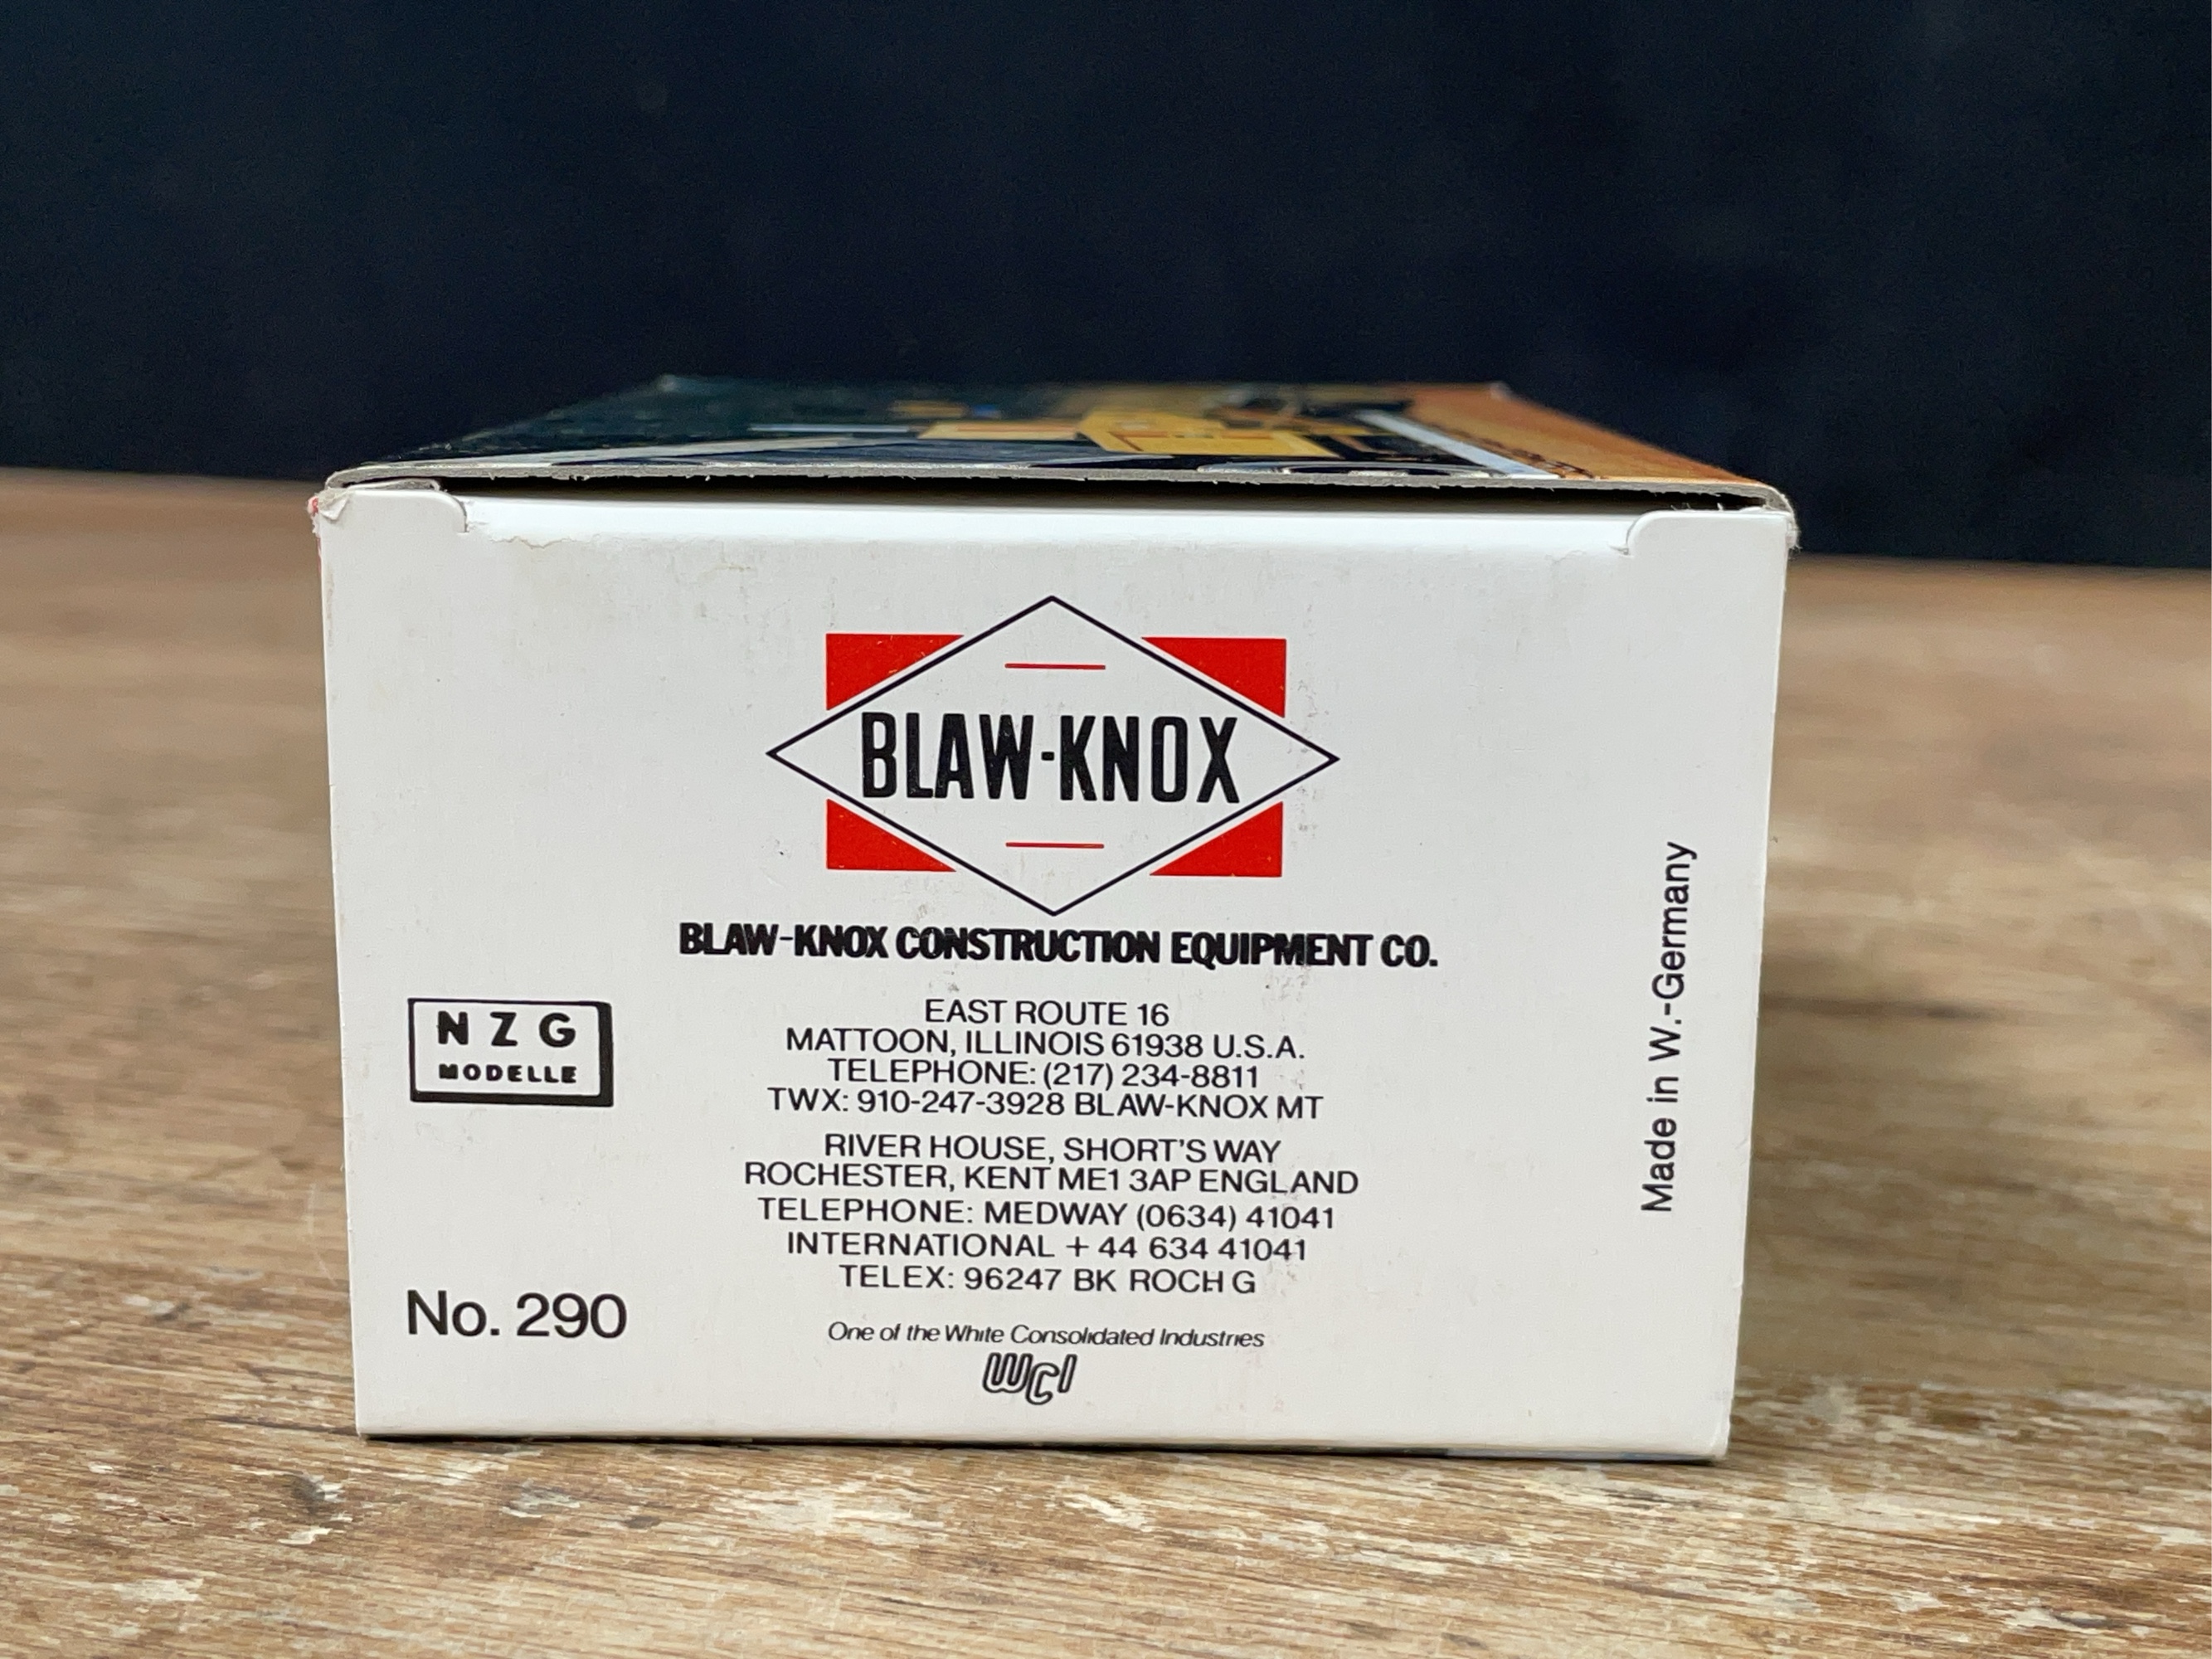 BLAW-KNOX
BLAW-KNOX CONSTRUCTION EQUIPMENT CO.
EAST ROUTE 16
MATTOON, ILLINOIS 61938 U.S.A.
TELEPHONE: (217) 234-8811
TWX: 910-247-3928 BLAW-KNOX MT
RIVER HOUSE, SHORT'S WAY
ROCHESTER, KENT ME1 3AP ENGLAND
TELEPHONE: MEDWAY (0634) 41041
INTERNATIONAL + 44 634 41041
TELEX: 96247 BK ROCH G
One of the White Consolidated Industries
WCI
NZG
MODELLE
No. 290
Made in W.-Germany